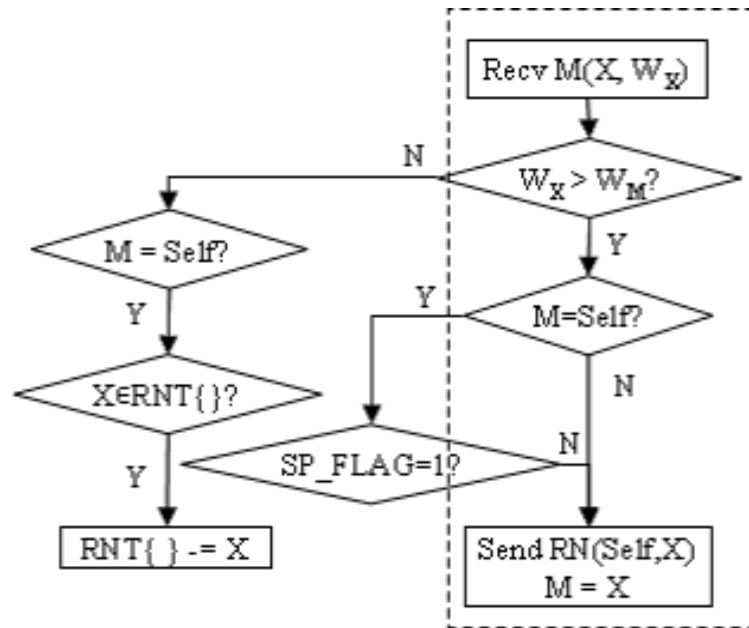 Recv M(X, W_X)
N
W_X > W_M?
Y
M = Self?
Y
M=Self?
Y
N
X∈RNT{ }?
Y
SP_FLAG=1?
N
RNT{ } -= X
Send RN(Self,X)
M = X